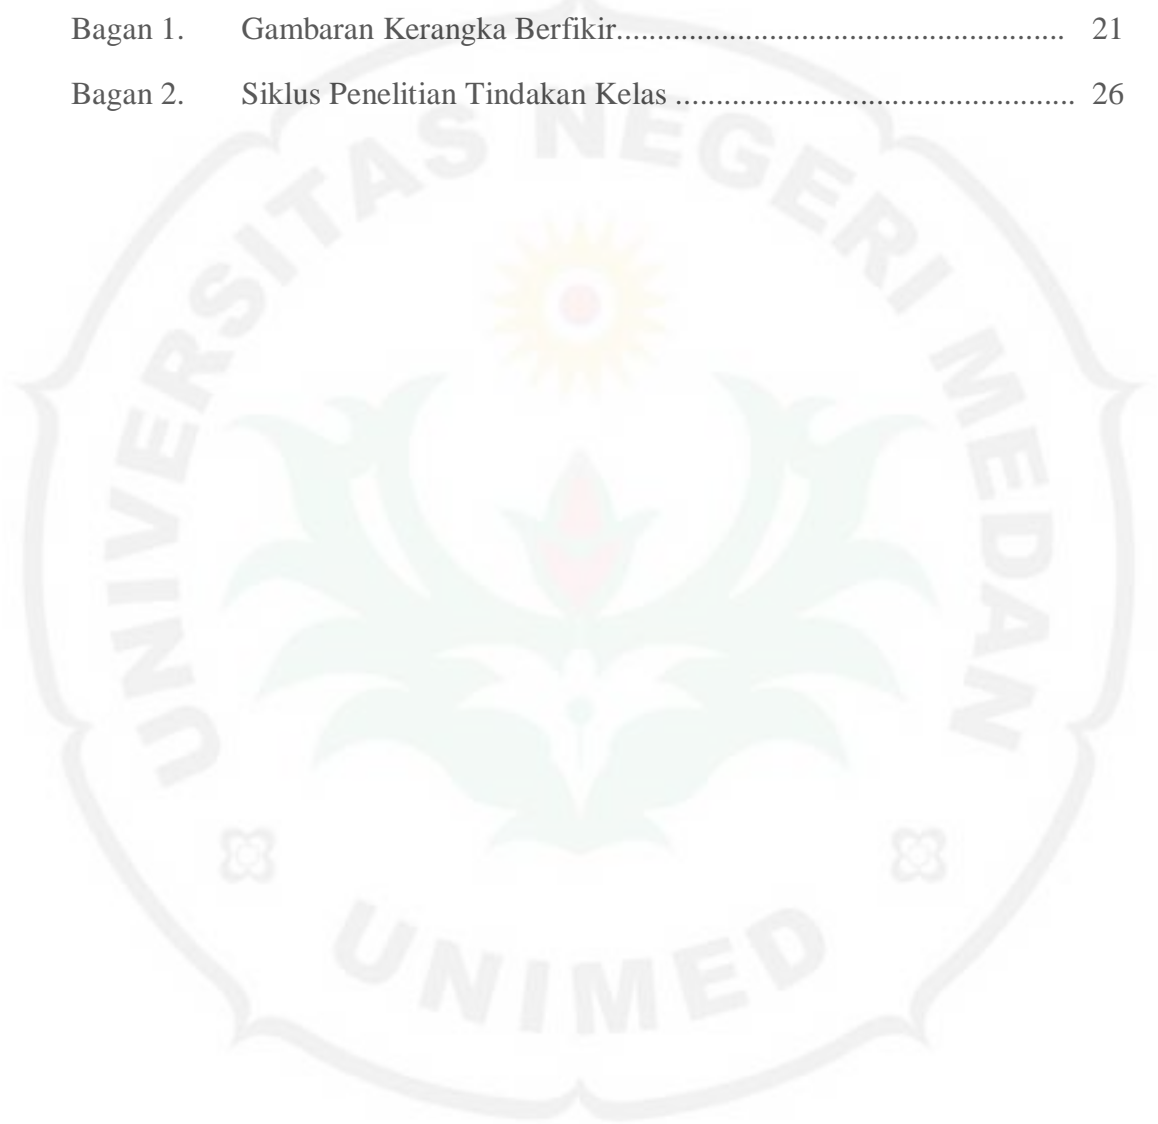 Bagan 1. Gambaran Kerangka Berfikir....................................................... 21
Bagan 2. Siklus Penelitian Tindakan Kelas ................................................. 26
UNIVERSITAS NEGERI MEDAN
UNIMED